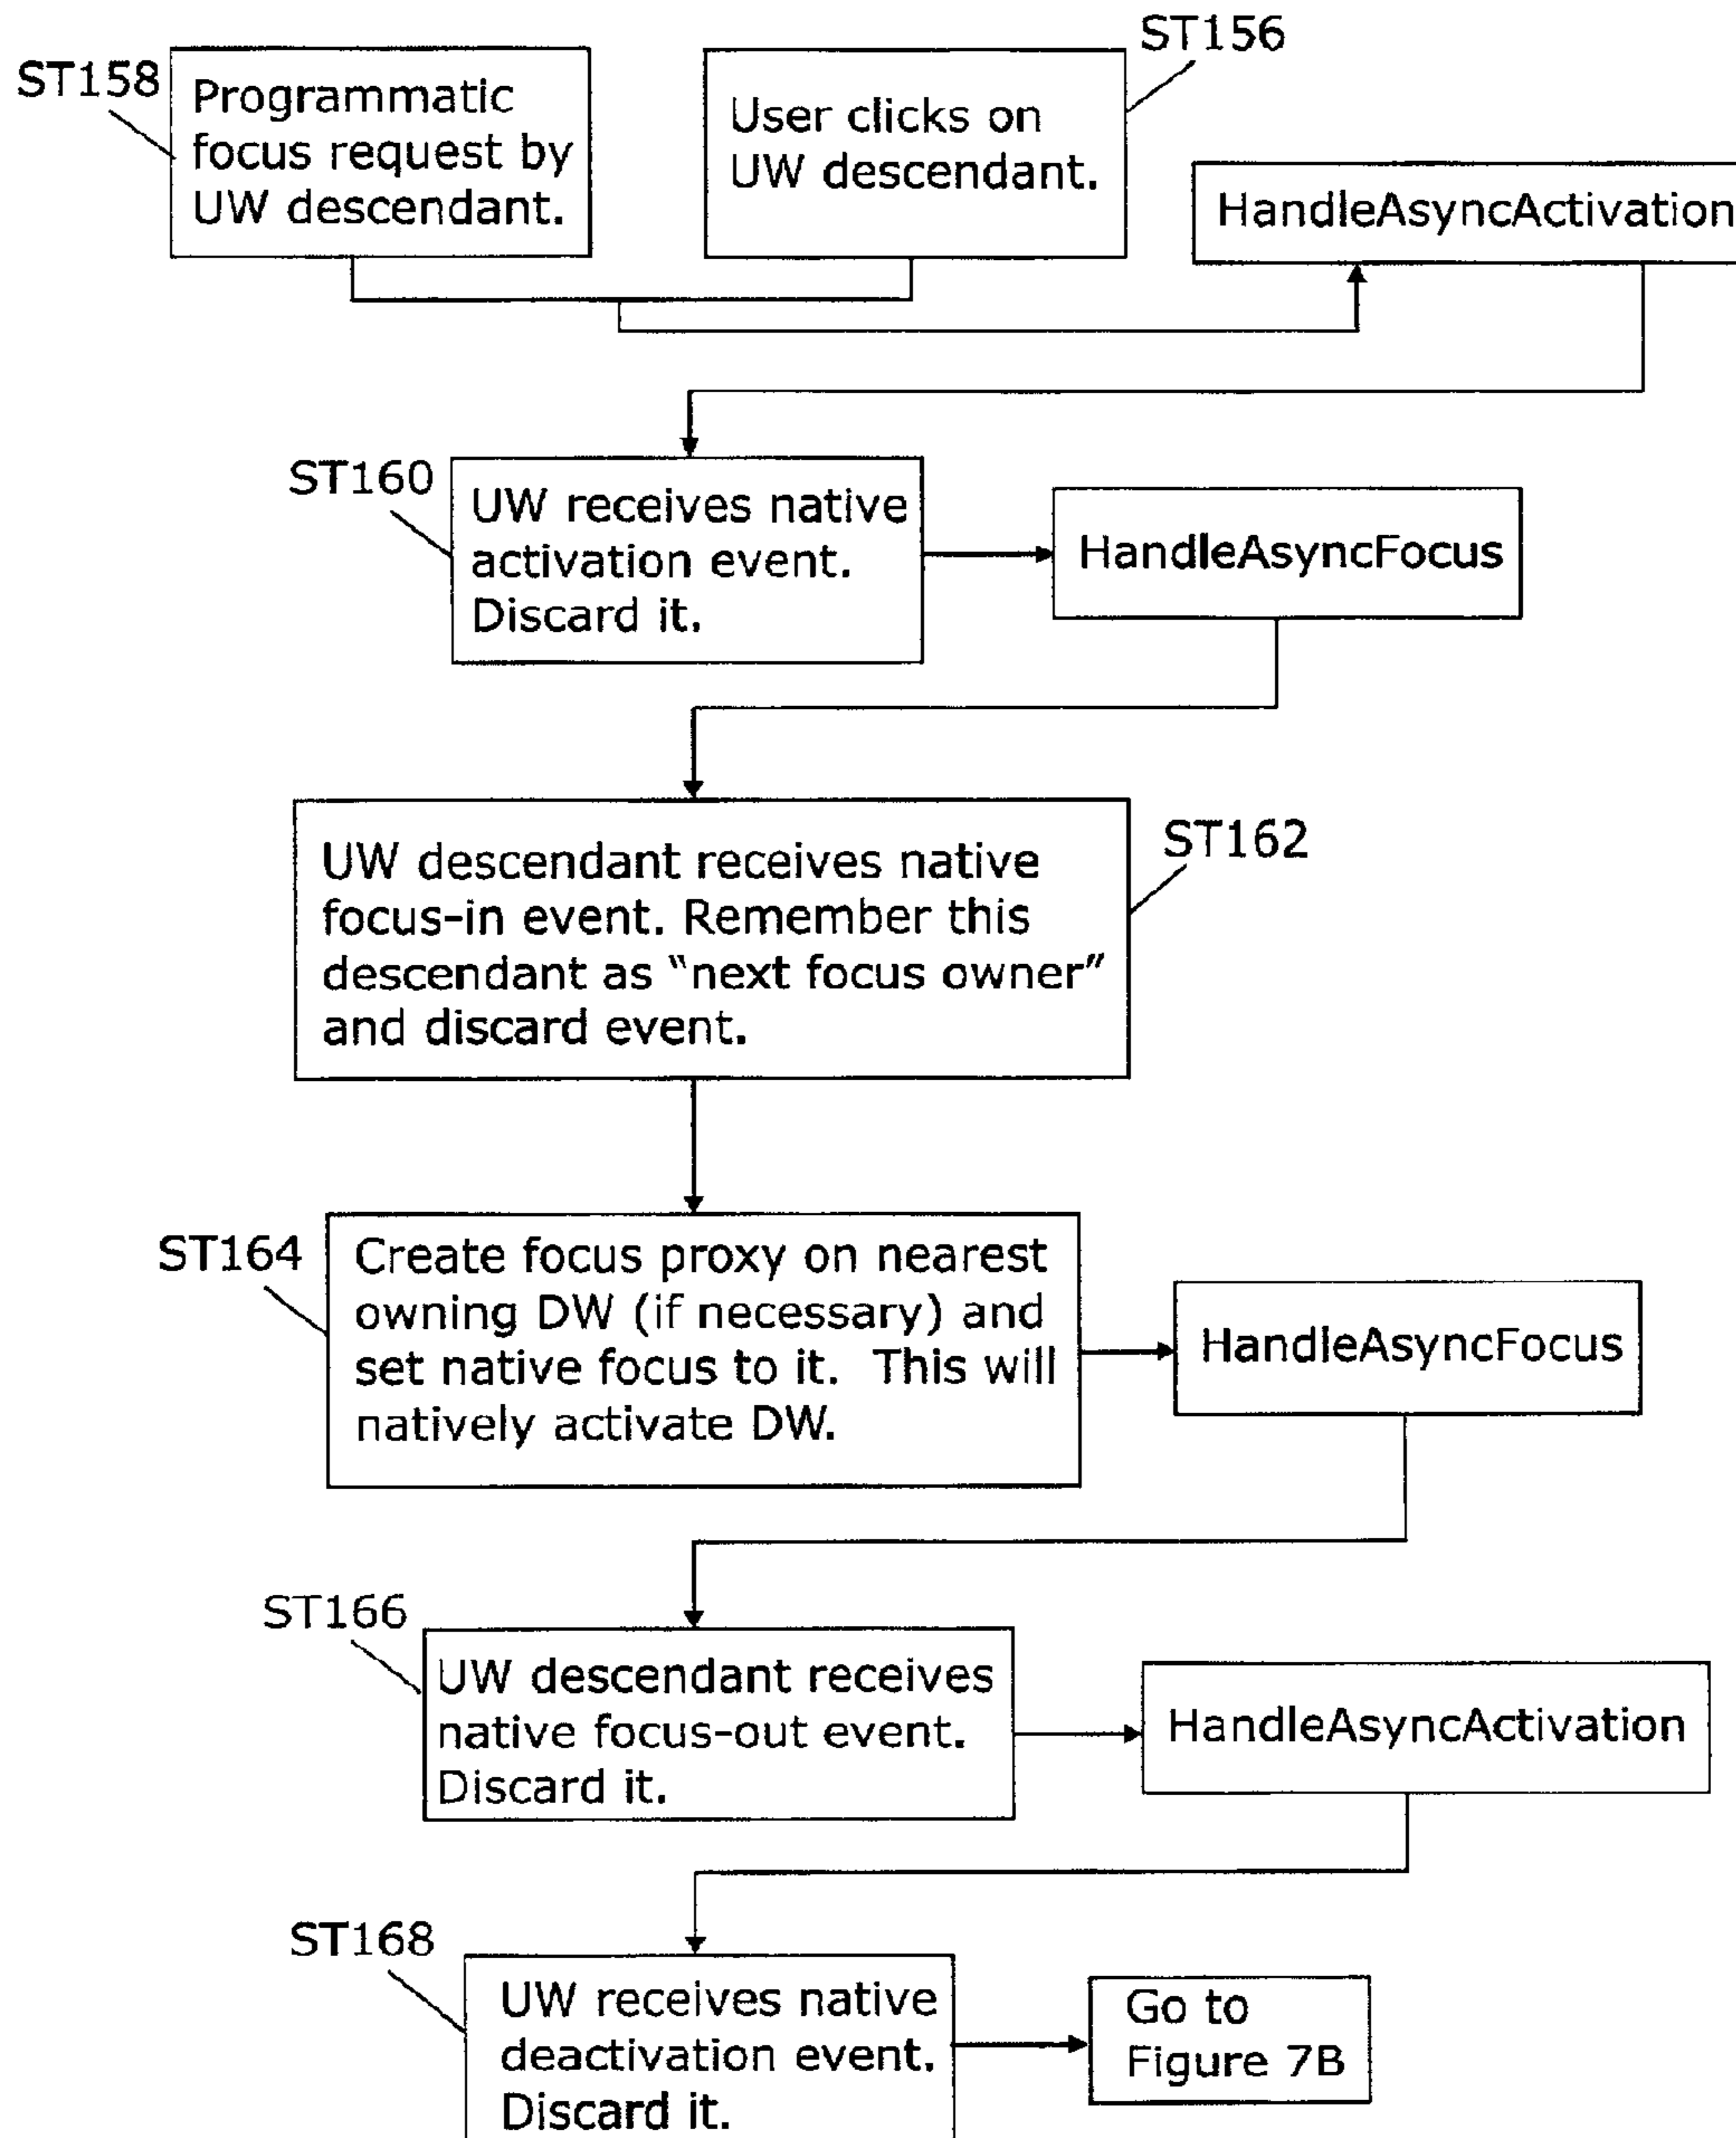 ST156
ST158
Programmatic
focus request by
UW descendant.
User clicks on
UW descendant.
HandleAsyncActivation
ST160
UW receives native
activation event.
Discard it.
HandleAsyncFocus
ST162
UW descendant receives native
focus-in event. Remember this
descendant as “next focus owner”
and discard event.
ST164
Create focus proxy on nearest
owning DW (if necessary) and
set native focus to it. This will
natively activate DW.
HandleAsyncFocus
ST166
UW descendant receives
native focus-out event.
Discard it.
HandleAsyncActivation
ST168
UW receives native
deactivation event.
Discard it.
Go to
Figure 7B